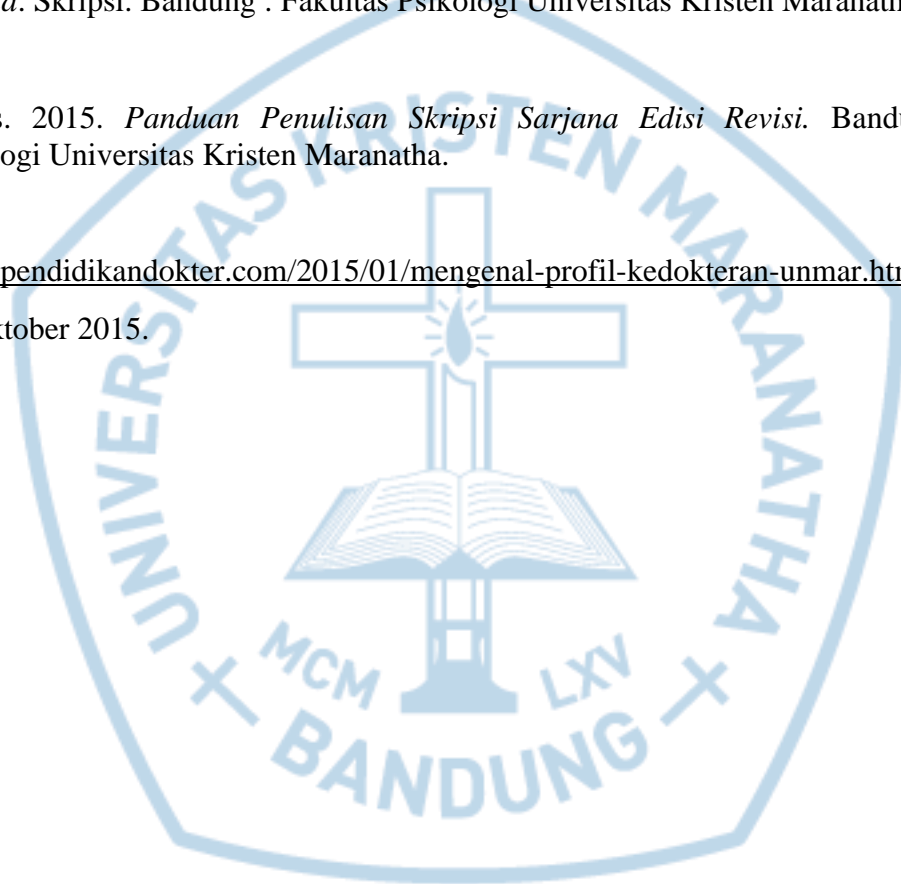 a. Skripsi. Bandung : Fakultas Psikologi Universitas Kristen Maranath
s. 2015. Panduan Penulisan Skripsi Sarjana Edisi Revisi. Bandu
ogi Universitas Kristen Maranatha.
pendidikandokter.com/2015/01/mengenal-profil-kedokteran-unmar.htm
ktober 2015.
UNIVERSITAS KRISTEN MARANATHA
MCM LXV
BANDUNG